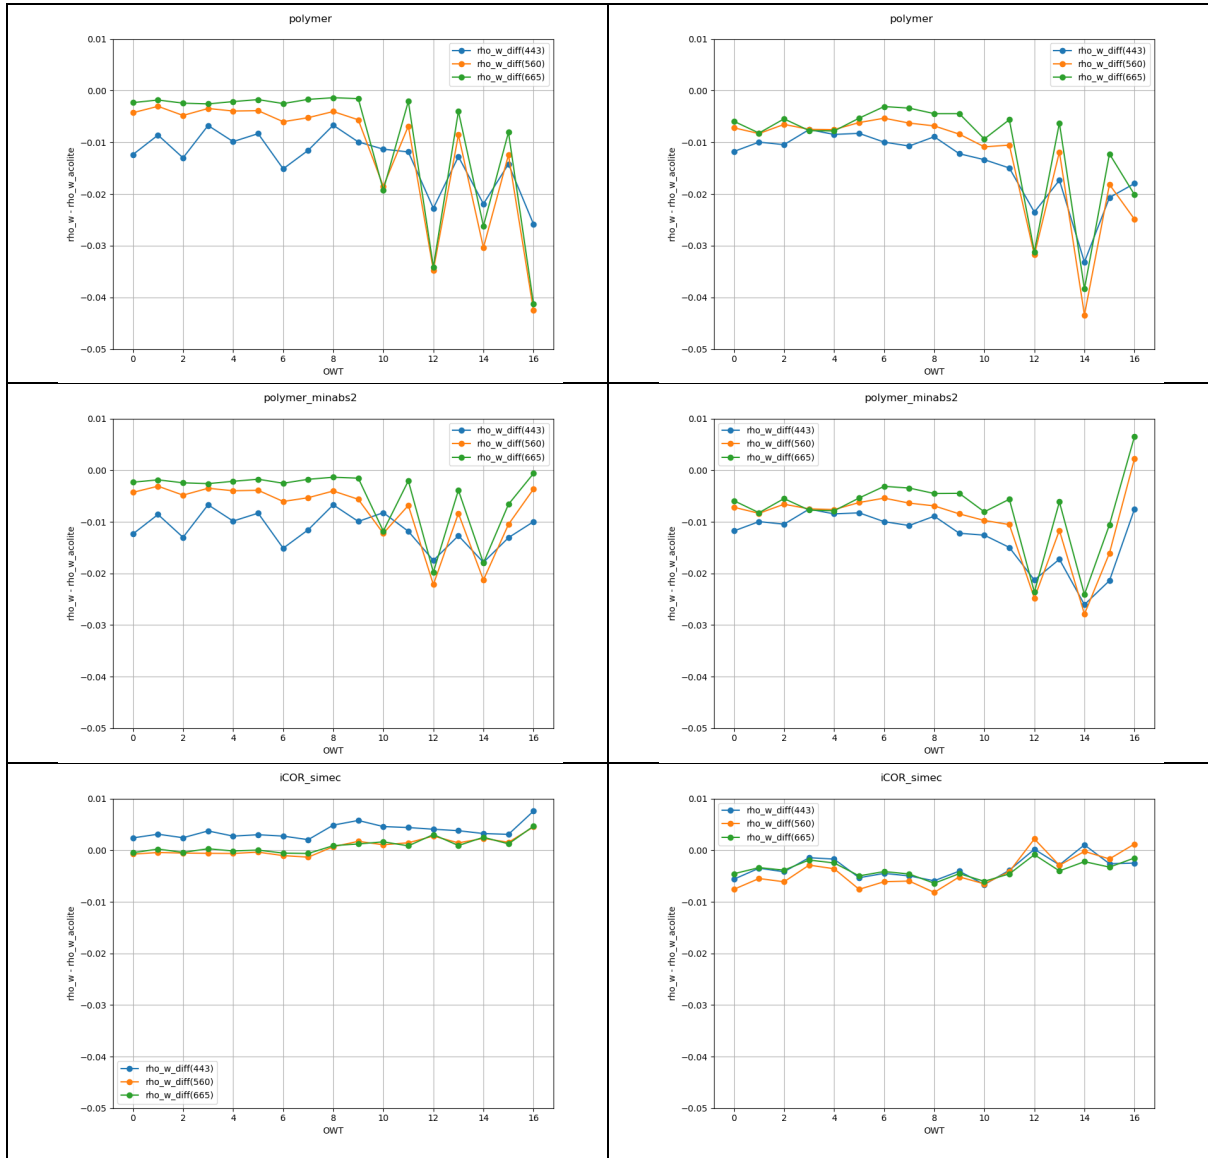 polymer
rho_w_diff(443)
rho_w_diff(560)
rho_w_diff(665)
0.01
0.00
−0.01
−0.02
−0.03
−0.04
−0.05
rho_w - rho_w_acolite
0 2 4 6 8 10 12 14 16
OWT
polymer
rho_w_diff(443)
rho_w_diff(560)
rho_w_diff(665)
0.01
0.00
−0.01
−0.02
−0.03
−0.04
−0.05
rho_w - rho_w_acolite
0 2 4 6 8 10 12 14 16
OWT
polymer_minabs2
rho_w_diff(443)
rho_w_diff(560)
rho_w_diff(665)
0.01
0.00
−0.01
−0.02
−0.03
−0.04
−0.05
rho_w - rho_w_acolite
0 2 4 6 8 10 12 14 16
OWT
polymer_minabs2
rho_w_diff(443)
rho_w_diff(560)
rho_w_diff(665)
0.01
0.00
−0.01
−0.02
−0.03
−0.04
−0.05
rho_w - rho_w_acolite
0 2 4 6 8 10 12 14 16
OWT
iCOR_simec
0.01
0.00
−0.01
−0.02
−0.03
−0.04
−0.05
rho_w - rho_w_acolite
rho_w_diff(443)
rho_w_diff(560)
rho_w_diff(665)
0 2 4 6 8 10 12 14 16
OWT
iCOR_simec
rho_w_diff(443)
rho_w_diff(560)
rho_w_diff(665)
0.01
0.00
−0.01
−0.02
−0.03
−0.04
−0.05
rho_w - rho_w_acolite
0 2 4 6 8 10 12 14 16
OWT